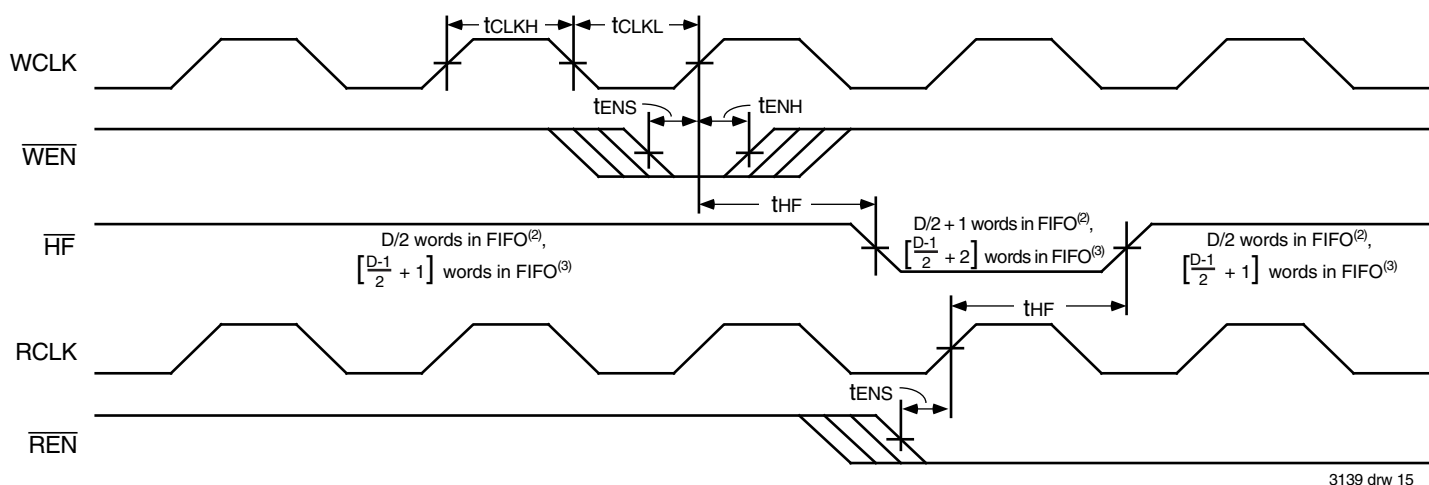 tCLKH
tCLKL
WCLK
tENS
tENH
WEN
tHF
HF
D/2 words in FIFO(2),
[D-1/2 + 1] words in FIFO(3)
D/2 + 1 words in FIFO(2),
[D-1/2 + 2] words in FIFO(3)
D/2 words in FIFO(2),
[D-1/2 + 1] words in FIFO(3)
tHF
RCLK
tENS
REN
3139 drw 15